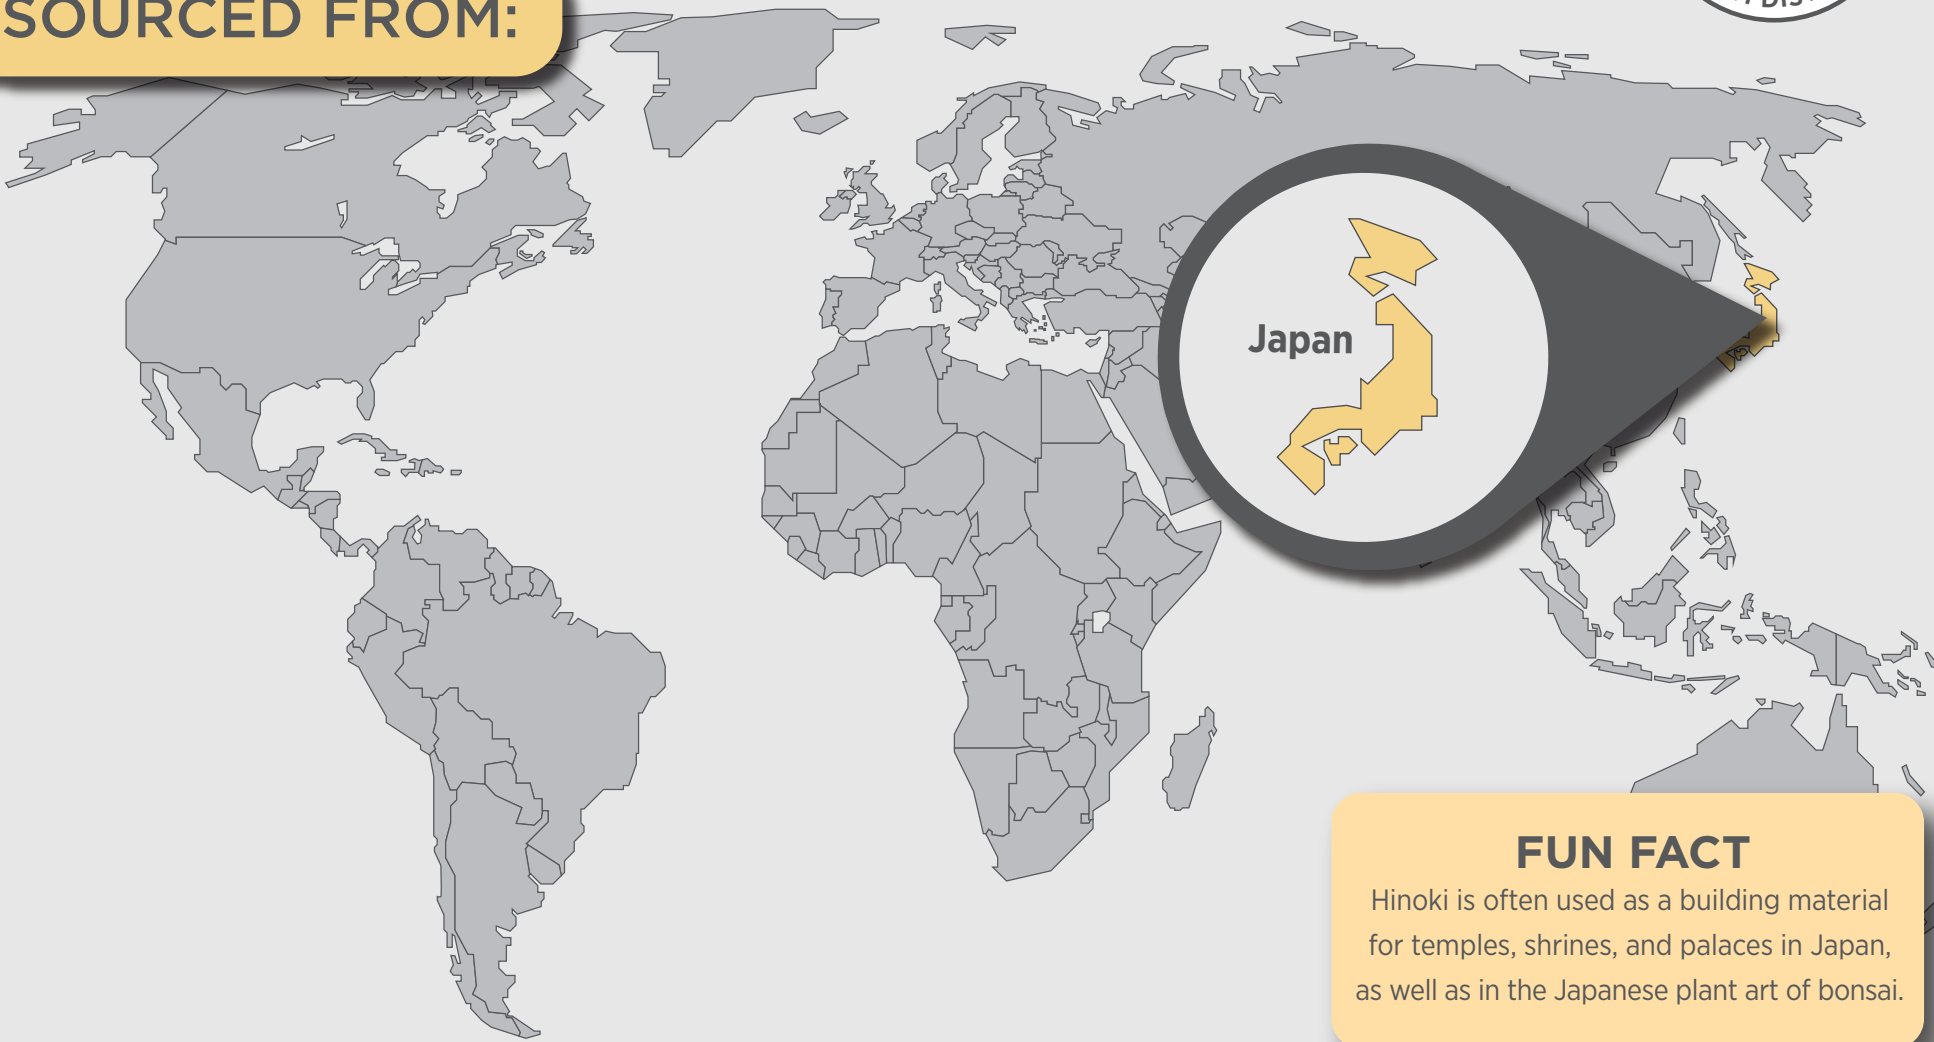 SOURCED FROM:
Japan
FUN FACT
Hinoki is often used as a building material
for temples, shrines, and palaces in Japan,
as well as in the Japanese plant art of bonsai.